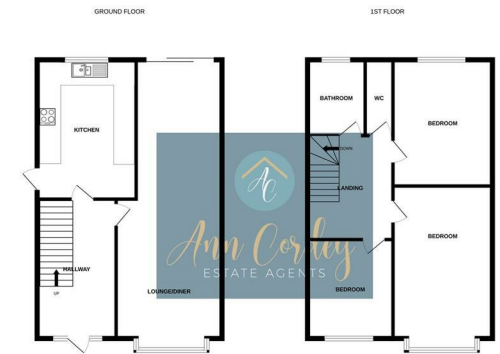 GROUND FLOOR
1ST FLOOR
KITCHEN
HALLWAY
UP
LOUNGE/DINER
BATHROOM
WC
BEDROOM
DOWN
LANDING
BEDROOM
BEDROOM
AC
Ann Corley
ESTATE AGENTS